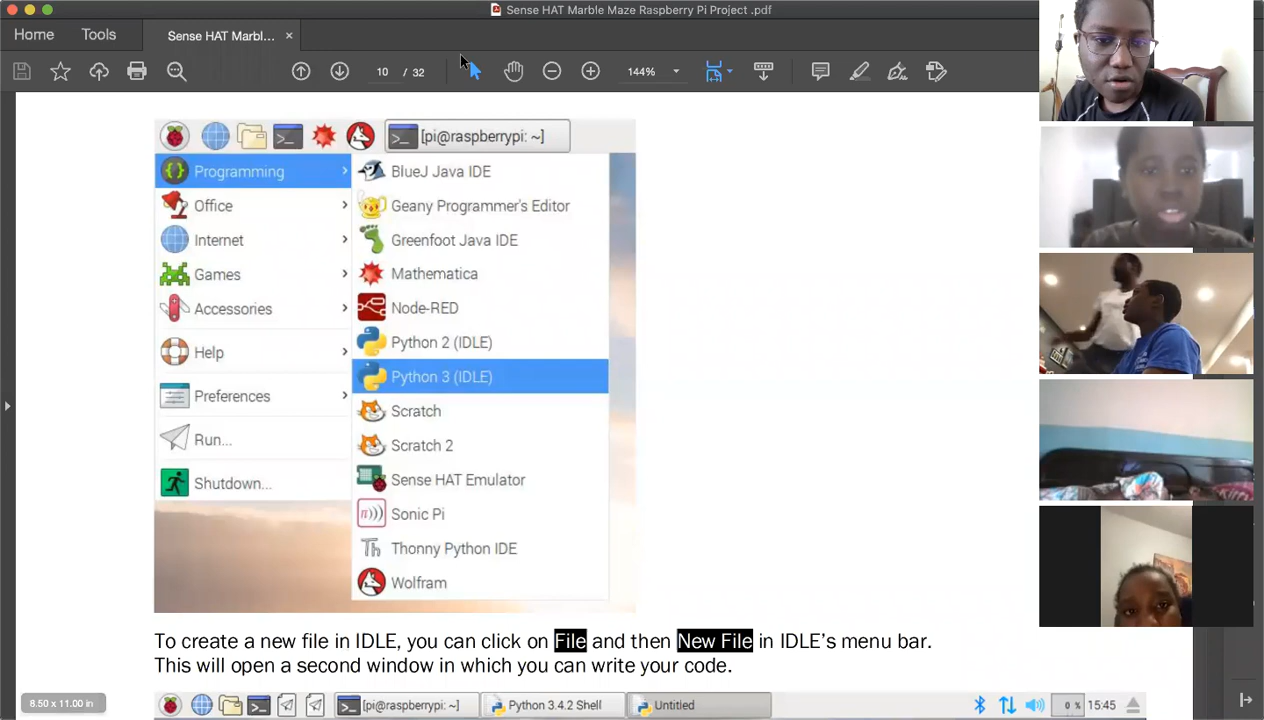 Sense HAT Marble Maze Raspberry Pi Project .pdf
Home Tools Sense HAT Marbl... ×
10 / 32 144%
[pi@raspberrypi: ~]
Programming
Office
Internet
Games
Accessories
Help
Preferences
Run...
Shutdown...
BlueJ Java IDE
Geany Programmer's Editor
Greenfoot Java IDE
Mathematica
Node-RED
Python 2 (IDLE)
Python 3 (IDLE)
Scratch
Scratch 2
Sense HAT Emulator
Sonic Pi
Thonny Python IDE
Wolfram
To create a new file in IDLE, you can click on File and then New File in IDLE's menu bar.
This will open a second window in which you can write your code.
8.50 x 11.00 in
[pi@raspberrypi: ~] Python 3.4.2 Shell Untitled 0 % 15:45